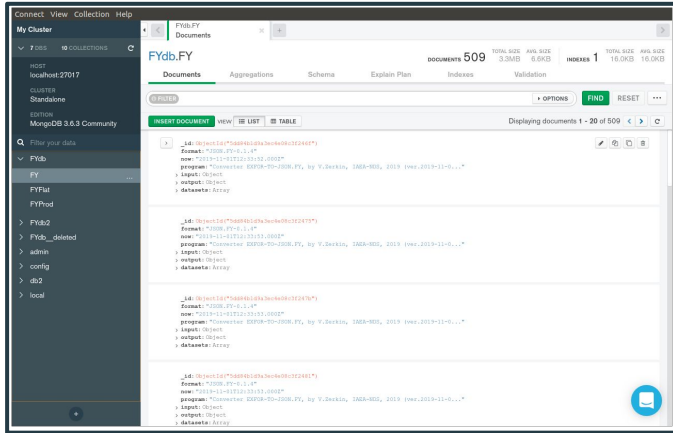 Connect View Collection Help
My Cluster
7 DBS 10 COLLECTIONS
HOST
localhost:27017
CLUSTER
Standalone
EDITION
MongoDB 3.6.3 Community
Filter your data
FYdb
FY
FYFlat
FYProd
FYdb2
FYdb__deleted
admin
config
db2
local
FYdb.FY
Documents
FYdb.FY
DOCUMENTS 509 TOTAL SIZE 3.3MB AVG. SIZE 6.6KB INDEXES 1 TOTAL SIZE 16.0KB AVG. SIZE 16.0KB
Documents Aggregations Schema Explain Plan Indexes Validation
FILTER OPTIONS FIND RESET ...
INSERT DOCUMENT VIEW LIST TABLE Displaying documents 1 - 20 of 509
format: "JSON.FY-0.1.4"
now: "2019-11-01T12:33:52.000Z"
program: "Converter EXFOR-TO-JSON.FY, by V.Zerkin, IAEA-NDS, 2019 (ver.2019-11-0..."
input: Object
output: Object
datasets: Array
format: "JSON.FY-0.1.4"
now: "2019-11-01T12:33:53.000Z"
program: "Converter EXFOR-TO-JSON.FY, by V.Zerkin, IAEA-NDS, 2019 (ver.2019-11-0..."
input: Object
output: Object
datasets: Array
format: "JSON.FY-0.1.4"
now: "2019-11-01T12:33:53.000Z"
program: "Converter EXFOR-TO-JSON.FY, by V.Zerkin, IAEA-NDS, 2019 (ver.2019-11-0..."
input: Object
output: Object
datasets: Array
format: "JSON.FY-0.1.4"
now: "2019-11-01T12:33:53.000Z"
program: "Converter EXFOR-TO-JSON.FY, by V.Zerkin, IAEA-NDS, 2019 (ver.2019-11-0..."
input: Object
output: Object
datasets: Array